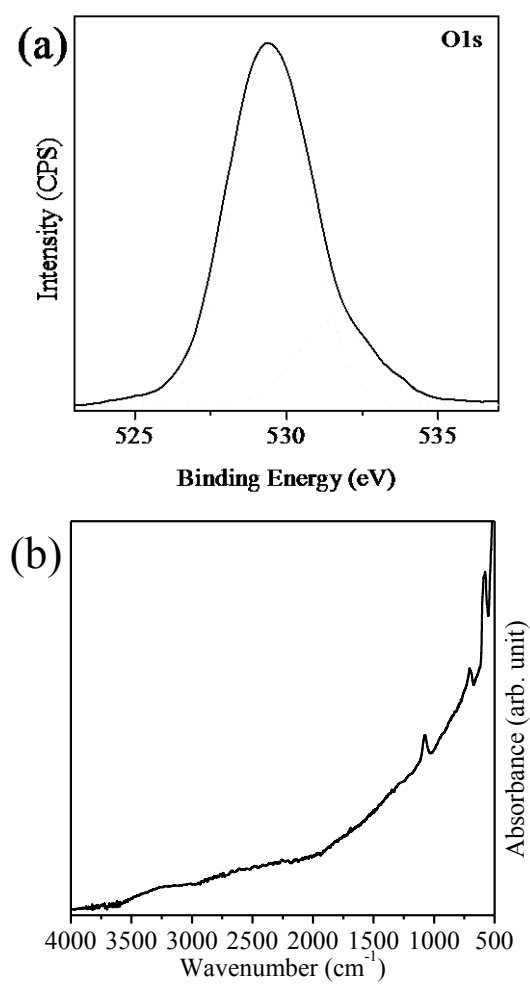 (a)
O1s
Intensity (CPS)
525 530 535
Binding Energy (eV)
(b)
Absorbance (arb. unit)
4000 3500 3000 2500 2000 1500 1000 500
Wavenumber (cm⁻¹)